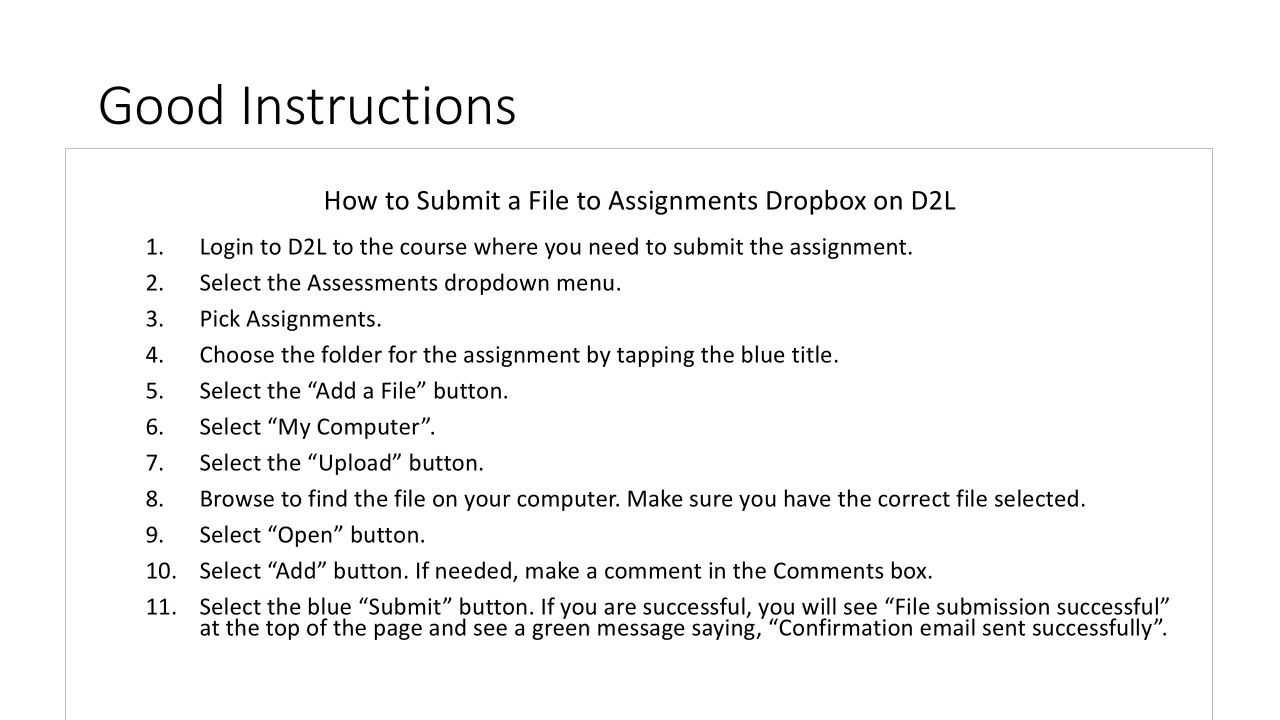 Good Instructions
How to Submit a File to Assignments Dropbox on D2L
1. Login to D2L to the course where you need to submit the assignment.
2. Select the Assessments dropdown menu.
3. Pick Assignments.
4. Choose the folder for the assignment by tapping the blue title.
5. Select the “Add a File” button.
6. Select “My Computer”.
7. Select the “Upload” button.
8. Browse to find the file on your computer. Make sure you have the correct file selected.
9. Select “Open” button.
10. Select “Add” button. If needed, make a comment in the Comments box.
11. Select the blue “Submit” button. If you are successful, you will see “File submission successful”
at the top of the page and see a green message saying, “Confirmation email sent successfully”.